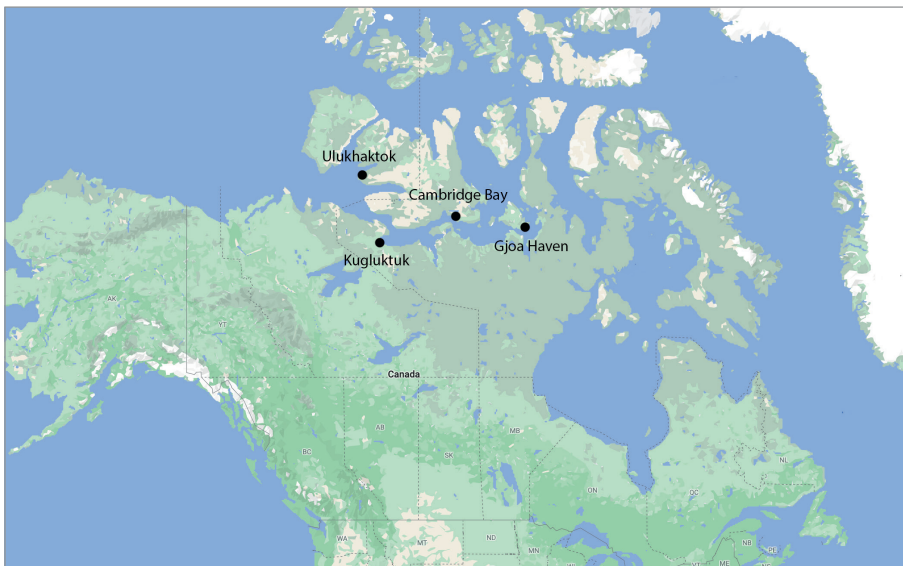 Ulukhaktok
Cambridge Bay
Gjoa Haven
Kugluktuk
AK
YT
Canada
AB
MB
SK
BC
NL
ON
QC
WA
MT
ND
MN
NB
PE
VT
ME